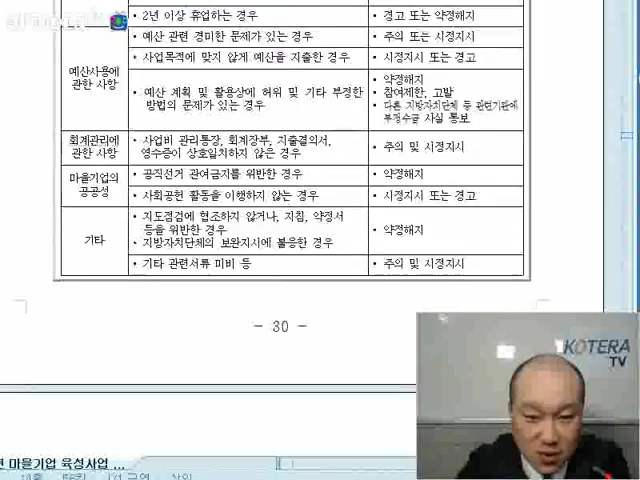 • 2년 이상 휴업하는 경우
• 경고 또는 약정해지
예산사용에
관한 사항
• 예산 관련 경미한 문제가 있는 경우
• 주의 또는 시정지시
• 사업목적에 맞지 않게 예산을 지출한 경우
• 시정지시 또는 경고
• 예산 계획 및 활용상에 허위 및 기타 부정한
방법의 문제가 있는 경우
• 약정해지
• 참여제한, 고발
• 다른 지방자치단체 등 관련기관에
부정수급 사실 통보
회계관리에
관한 사항
• 사업비 관리통장, 회계장부, 지출결의서,
영수증이 상호일치하지 않은 경우
• 주의 및 시정지시
마을기업의
공공성
• 공직선거 관여금지를 위반한 경우
• 약정해지
• 사회공헌 활동을 이행하지 않는 경우
• 시정지시 또는 경고
기타
• 지도점검에 협조하지 않거나, 지침, 약정서
등을 위반한 경우
• 지방자치단체의 보완지시에 불응한 경우
• 약정해지
• 기타 관련서류 미비 등
• 주의 및 시정지시
− 30 −
KOTERA
TV
마을기업 육성사업 ...